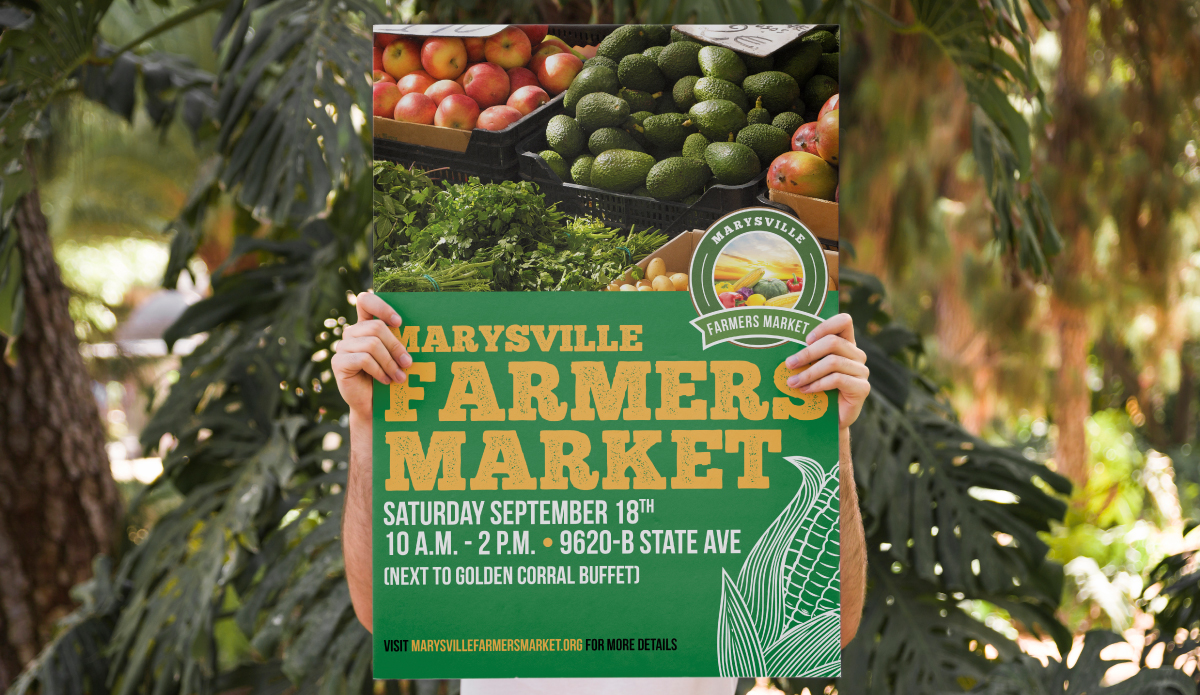 MARYSVILLE
FARMERS MARKET
MARYSVILLE
FARMERS
MARKET
SATURDAY SEPTEMBER 18TH
10 A.M. - 2 P.M. • 9620-B STATE AVE
(NEXT TO GOLDEN CORRAL BUFFET)
VISIT MARYSVILLEFARMERSMARKET.ORG FOR MORE DETAILS